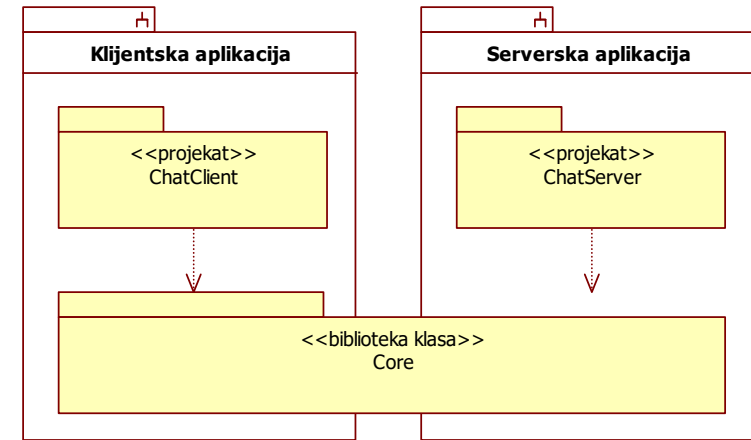 Klijentska aplikacija
Serverska aplikacija
<<projekat>>
ChatClient
<<projekat>>
ChatServer
<<biblioteka klasa>>
Core